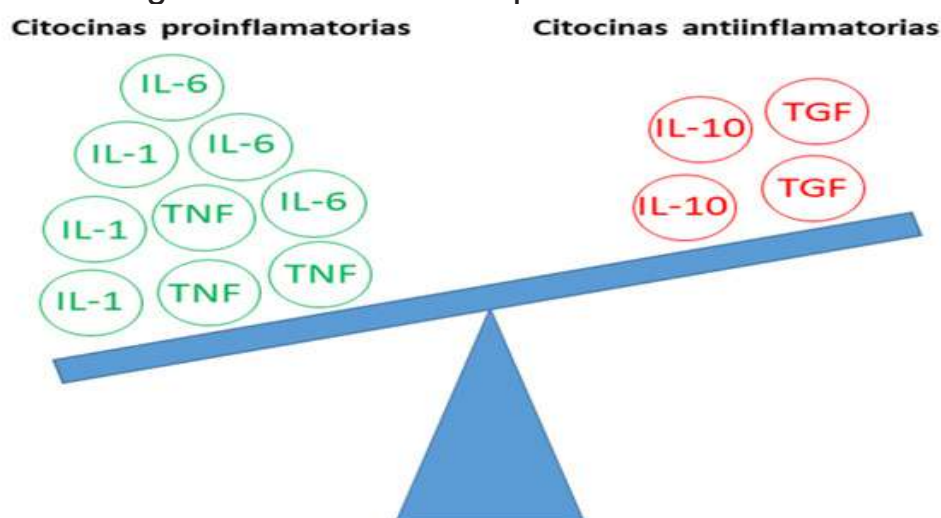 Citocinas proinflamatorias
Citocinas antiinflamatorias
IL-6
IL-1
IL-6
IL-1
TNF
IL-6
IL-1
TNF
TNF
IL-10
TGF
IL-10
TGF